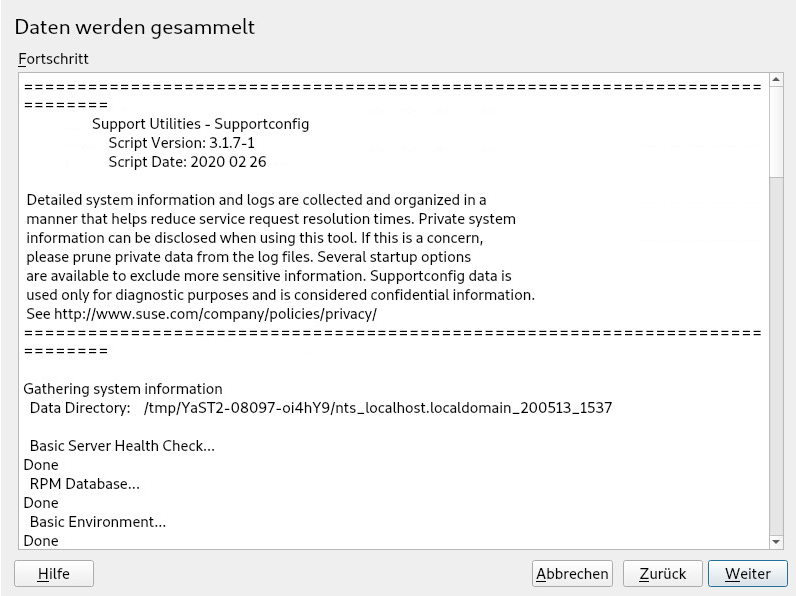 Daten werden gesammelt
Fortschritt
======================================================================
========
Support Utilities - Supportconfig
Script Version: 3.1.7-1
Script Date: 2020 02 26
Detailed system information and logs are collected and organized in a
manner that helps reduce service request resolution times. Private system
information can be disclosed when using this tool. If this is a concern,
please prune private data from the log files. Several startup options
are available to exclude more sensitive information. Supportconfig data is
used only for diagnostic purposes and is considered confidential information.
See http://www.suse.com/company/policies/privacy/
======================================================================
========
Gathering system information
Data Directory: /tmp/YaST2-08097-oi4hY9/nts_localhost.localdomain_200513_1537
Basic Server Health Check...
Done
RPM Database...
Done
Basic Environment...
Done
Hilfe Abbrechen Zurück Weiter